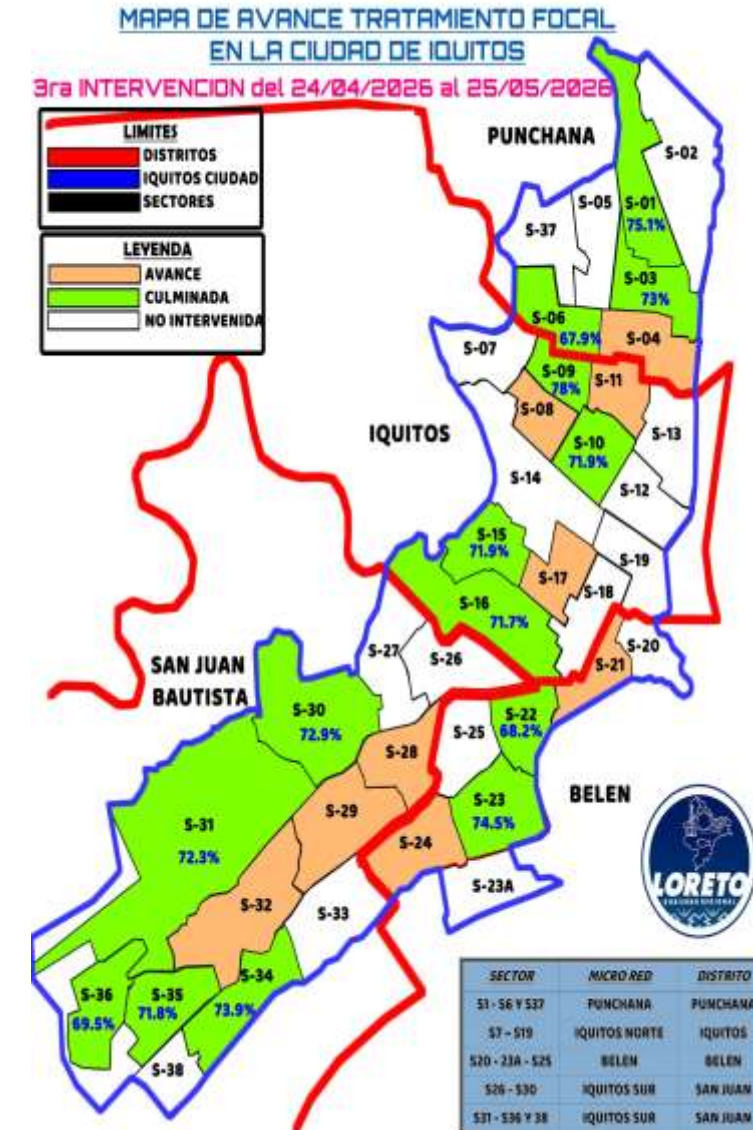 MAPA DE AVANCE TRATAMIENTO FOCAL
EN LA CIUDAD DE IQUITOS
3ra INTERVENCION del 24/04/2026 al 25/05/2026
LIMITES
DISTRITOS
IQUITOS CIUDAD
SECTORES
LEYENDA
AVANCE
CULMINADA
NO INTERVENIDA
PUNCHANA
S-02
S-05
S-01
75.1%
S-37
S-03
73%
S-06
67.9%
S-04
S-07
S-09
78%
S-11
S-08
IQUITOS
S-10
71.9%
S-13
S-14
S-12
S-15
71.9%
S-19
S-17
S-18
S-16
71.7%
S-20
S-27
S-26
S-21
SAN JUAN
BAUTISTA
S-30
72.9%
S-22
68.2%
S-25
S-28
BELEN
S-23
74.5%
S-29
S-31
72.3%
S-24
S-23A
S-32
S-33
LORETO
S-34
73.9%
S-36
69.5%
S-35
71.8%
S-38
SECTOR MICRO RED DISTRITO
S1 - S6 Y S37 PUNCHANA PUNCHANA
S7 - S19 IQUITOS NORTE IQUITOS
S20 - 23A - S25 BELEN BELEN
S26 - S30 IQUITOS SUR SAN JUAN
S31 - S36 Y 38 IQUITOS SUR SAN JUAN